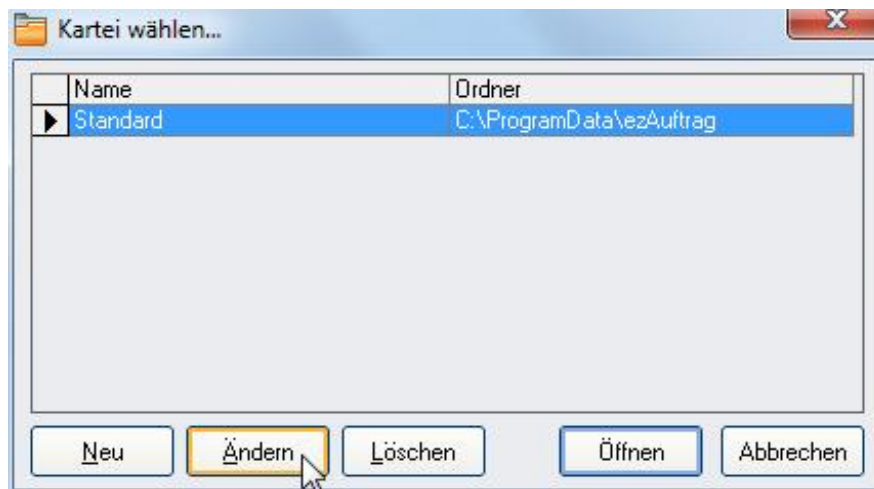 Kartei wählen...
Name Ordner
Standard C:\ProgramData\ezAuftrag
Neu Ändern Löschen Öffnen Abbrechen